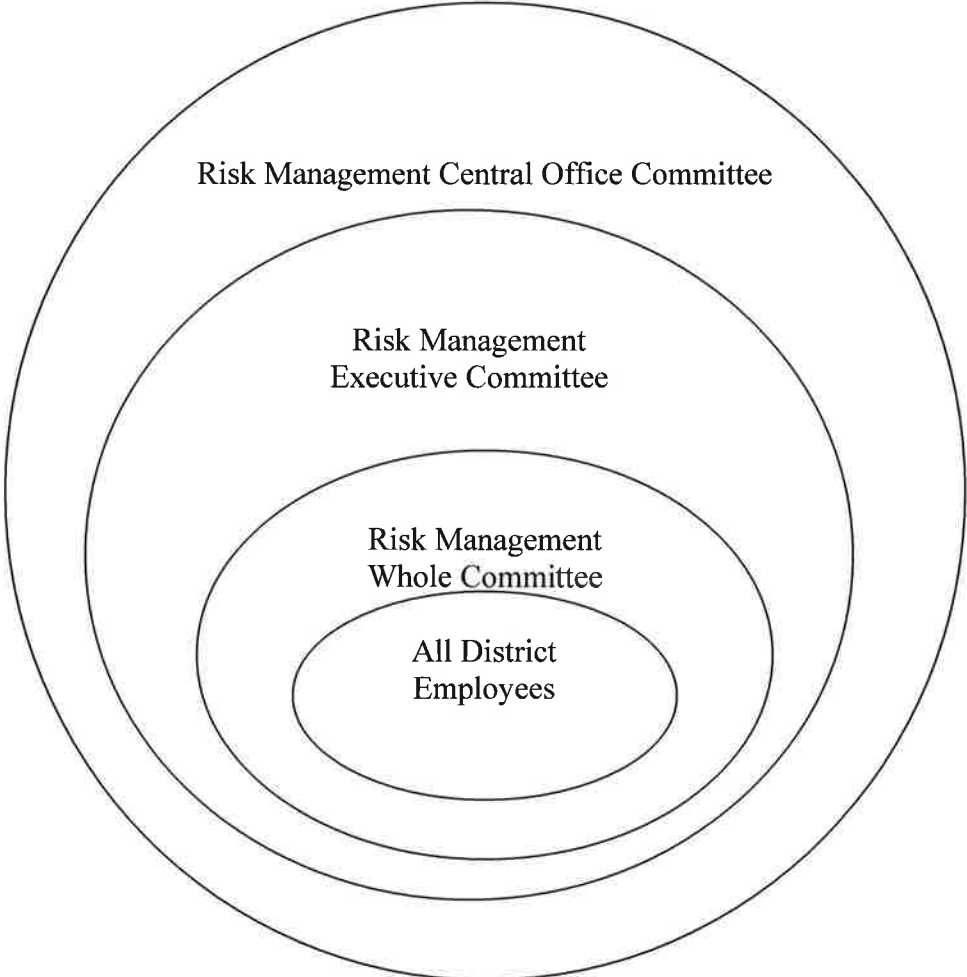 Risk Management Central Office Committee
Risk Management
Executive Committee
Risk Management
Whole Committee
All District
Employees